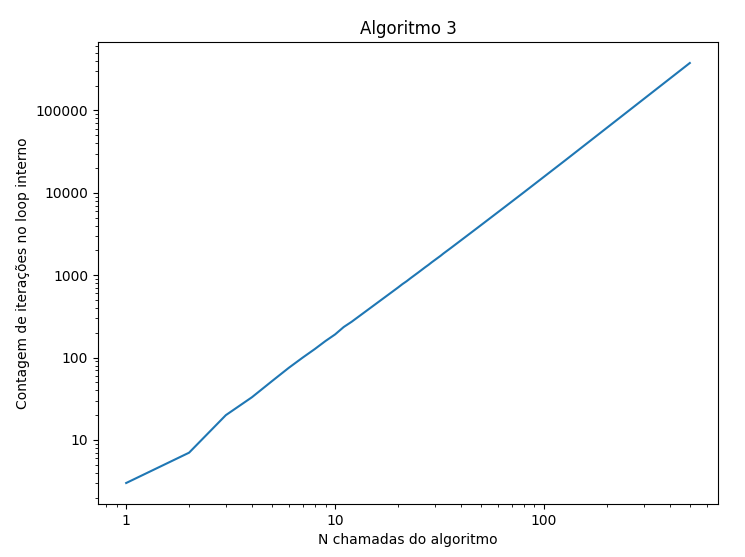 Algoritmo 3
Contagem de iterações no loop interno
100000
10000
1000
100
10
1
10
100
N chamadas do algoritmo